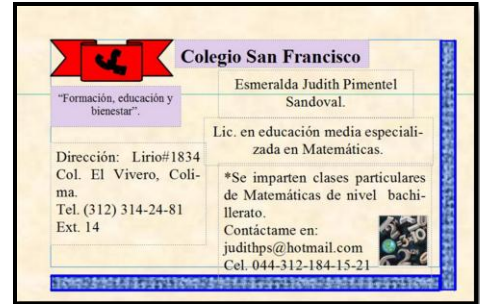 Colegio San Francisco
"Formación, educación y
bienestar".
Esmeralda Judith Pimentel
Sandoval.
Lic. en educación media especiali-
zada en Matemáticas.
Dirección: Lirio#1834
Col. El Vivero, Coli-
ma.
Tel. (312) 314-24-81
Ext. 14
*Se imparten clases particulares
de Matemáticas de nivel bachi-
llerato.
Contáctame en:
judithps@hotmail.com
Cel. 044-312-184-15-21